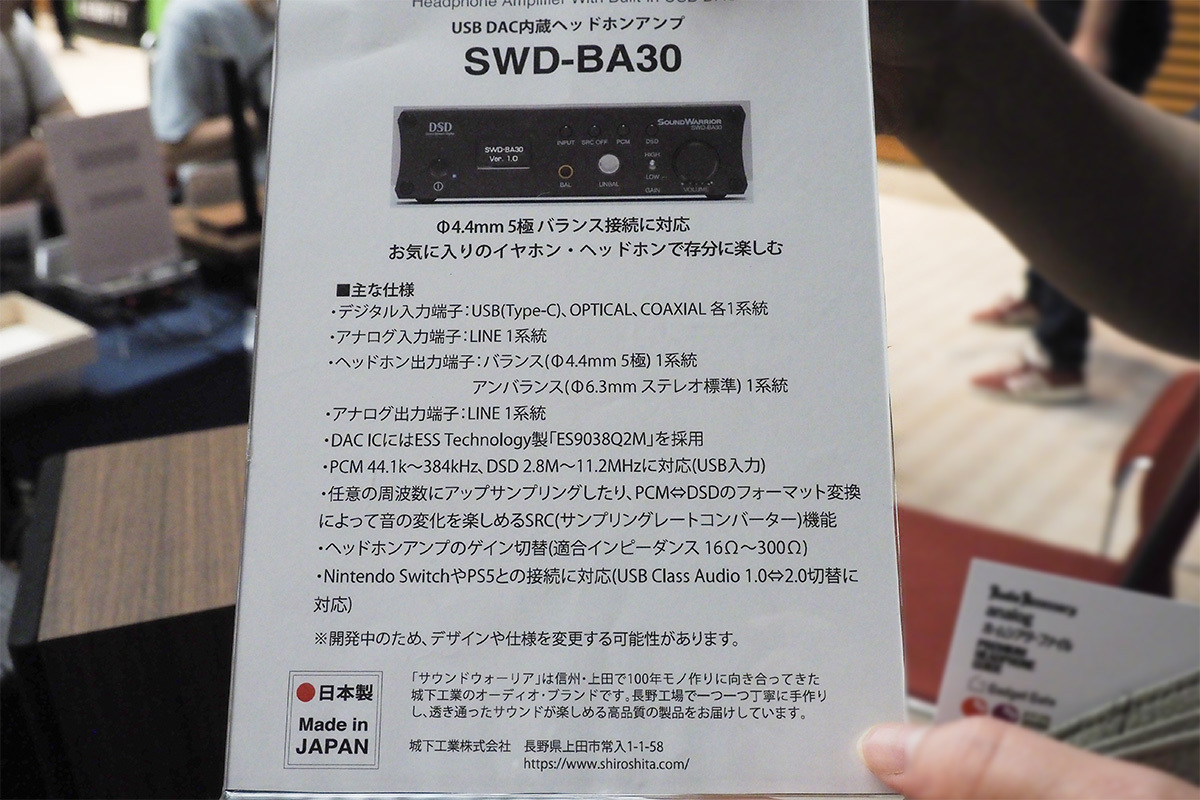 Headphone Amplifier With Built-in USB DAC
USB DAC内蔵ヘッドホンアンプ
SWD-BA30
DSD
SOUNDWARRIOR
SWD-BA30
SWD-BA30
Ver. 1.0
INPUT SRC OFF PCM DSD
HIGH
LOW
GAIN
BAL
UNBAL
VOLUME
Φ4.4mm 5極 バランス接続に対応
お気に入りのイヤホン・ヘッドホンで存分に楽しむ
■主な仕様
・デジタル入力端子：USB(Type-C)、OPTICAL、COAXIAL 各1系統
・アナログ入力端子：LINE 1系統
・ヘッドホン出力端子：バランス(Φ4.4mm 5極) 1系統
アンバランス(Φ6.3mm ステレオ標準) 1系統
・アナログ出力端子：LINE 1系統
・DAC ICにはESS Technology製「ES9038Q2M」を採用
・PCM 44.1k～384kHz、DSD 2.8M～11.2MHzに対応(USB入力)
・任意の周波数にアップサンプリングしたり、PCM⇔DSDのフォーマット変換
によって音の変化を楽しめるSRC(サンプリングレートコンバーター)機能
・ヘッドホンアンプのゲイン切替(適合インピーダンス 16Ω～300Ω)
・Nintendo SwitchやPS5との接続に対応(USB Class Audio 1.0⇔2.0切替に
対応)
※開発中のため、デザインや仕様を変更する可能性があります。
日本製
Made in
JAPAN
「サウンドウォーリア」は信州・上田で100年モノ作りに向き合ってきた
城下工業のオーディオ・ブランドです。長野工場で一つ一つ丁寧に手作り
し、透き通ったサウンドが楽しめる高品質の製品をお届けしています。
城下工業株式会社 長野県上田市常入1-1-58
https://www.shiroshita.com/
analog
Gadget Gate